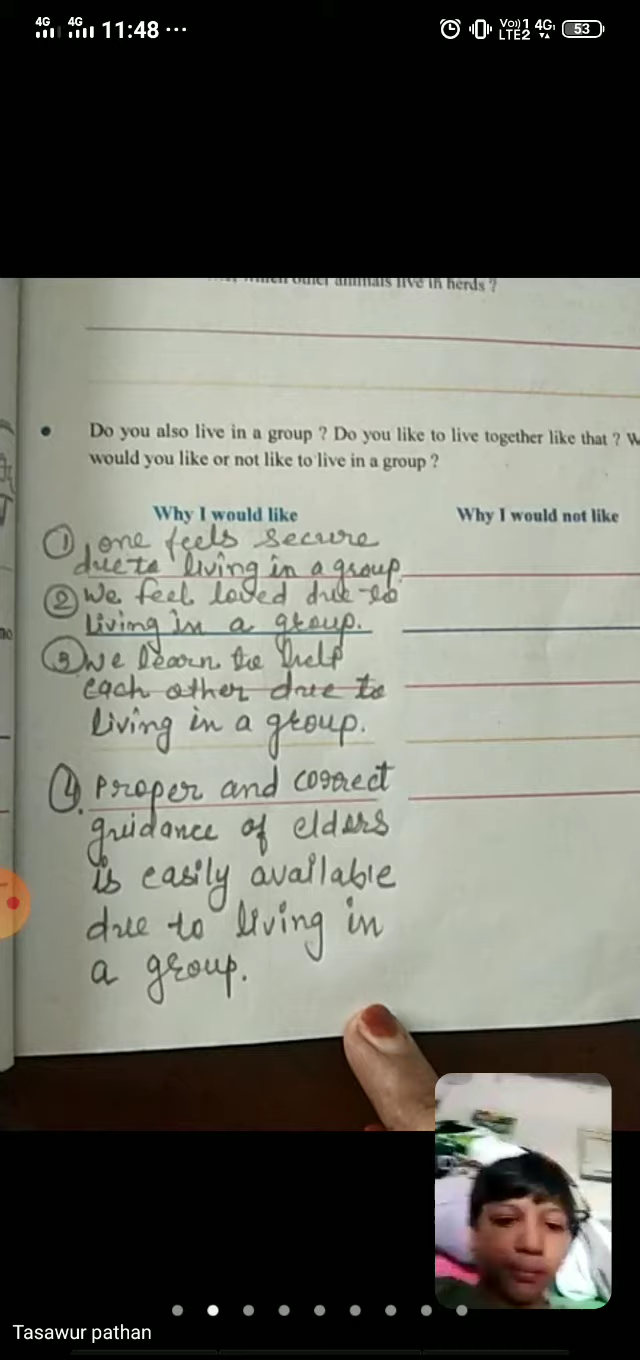 4G 4G 11:48 ... Vo))1 4G LTE2 53
other animals live in herds ?
Do you also live in a group ? Do you like to live together like that ?
would you like or not like to live in a group ?
Why I would like Why I would not like
① one feels secure
due to living in a group.
② We feel loved due to
living in a group.
③ We learn to help
each other due to
living in a group.
④ Proper and correct
guidance of elders
is easily available
due to living in
a group.
Tasawur pathan